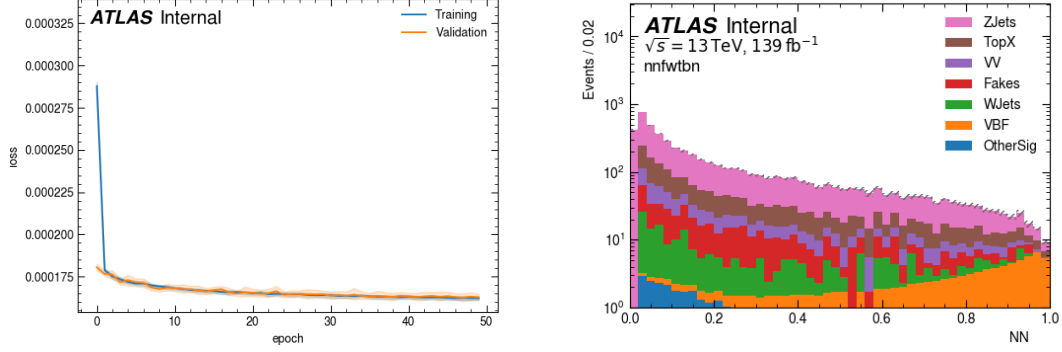 ATLAS Internal
Training
Validation
0.000325
0.000300
0.000275
0.000250
0.000225
0.000200
0.000175
loss
0 10 20 30 40 50
epoch
ATLAS Internal
√s = 13 TeV, 139 fb⁻¹
nnfwtbn
ZJets
TopX
VV
Fakes
WJets
VBF
OtherSig
Events / 0.02
10⁴
10³
10²
10¹
10⁰
0.0 0.2 0.4 0.6 0.8 1.0
NN